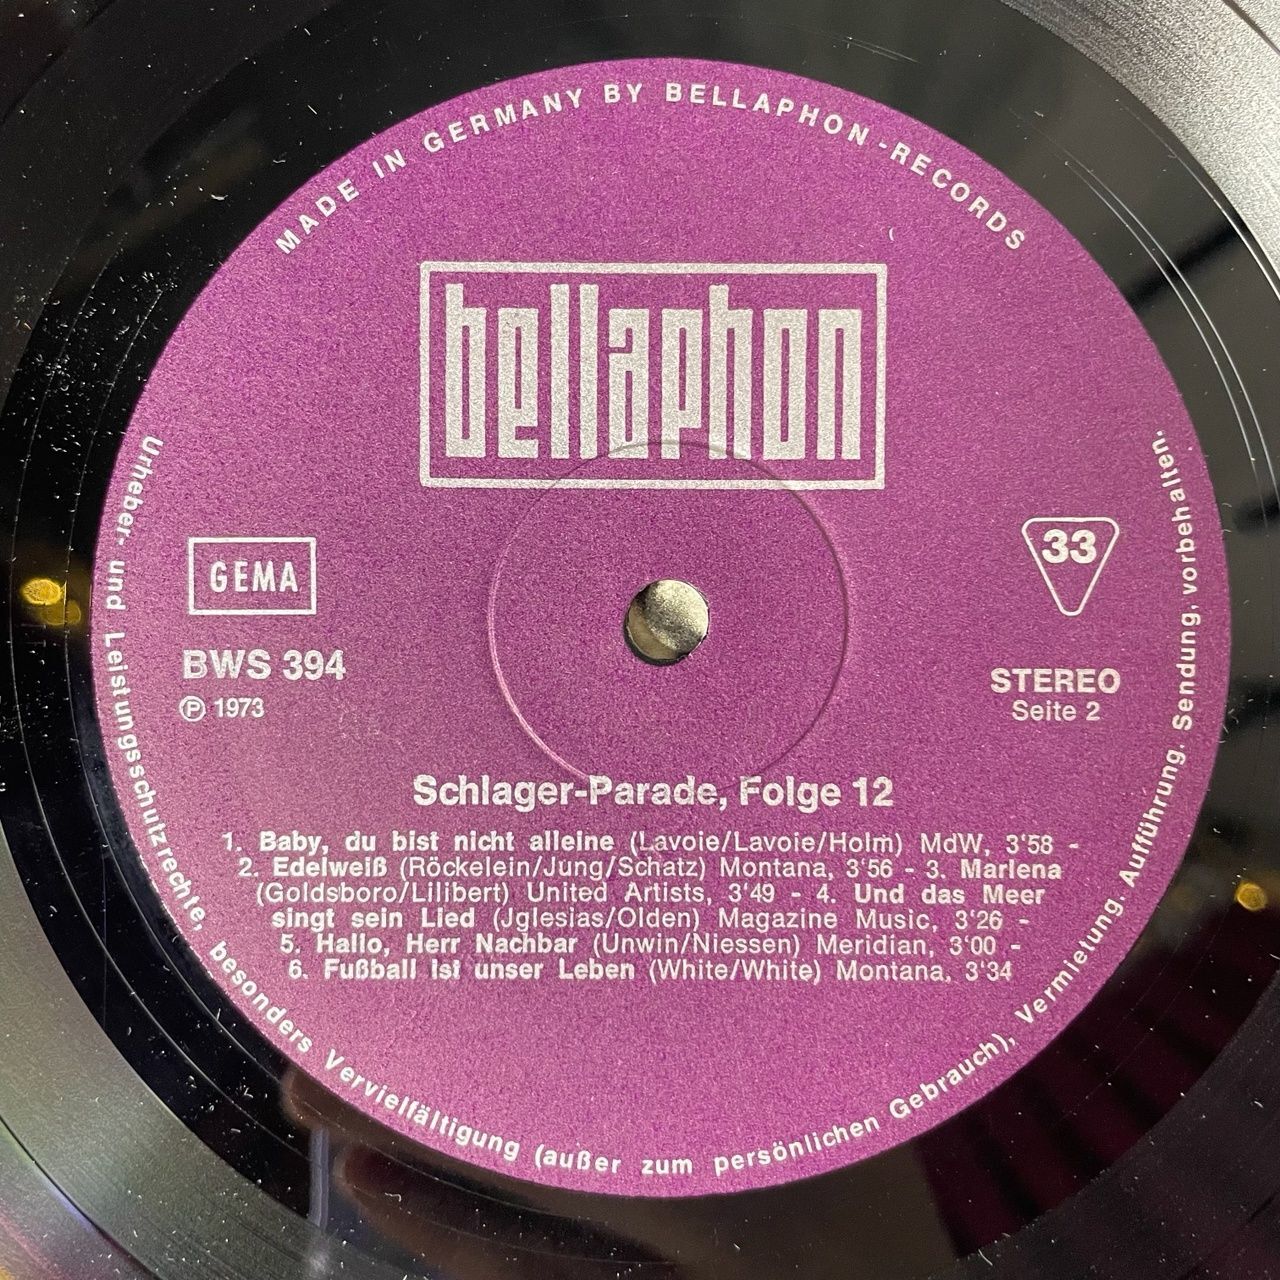 MADE IN GERMANY BY BELLAPHON-RECORDS
bellaphon
GEMA
33
BWS 394
℗ 1973
STEREO
Seite 2
Schlager-Parade, Folge 12
1. Baby, du bist nicht alleine (Lavoie/Lavoie/Holm) MdW, 3'58 -
2. Edelweiß (Röckelein/Jung/Schatz) Montana, 3'56 - 3. Marlena
(Goldsboro/Lilibert) United Artists, 3'49 - 4. Und das Meer
singt sein Lied (Jglesias/Olden) Magazine Music, 3'26 -
5. Hallo, Herr Nachbar (Unwin/Niessen) Meridian, 3'00 -
6. Fußball ist unser Leben (White/White) Montana, 3'34
Urheber- und Leistungsschutzrechte, besonders Vervielfältigung (außer zum persönlichen Gebrauch), Vermietung. Aufführung. Sendung, vorbehalten.